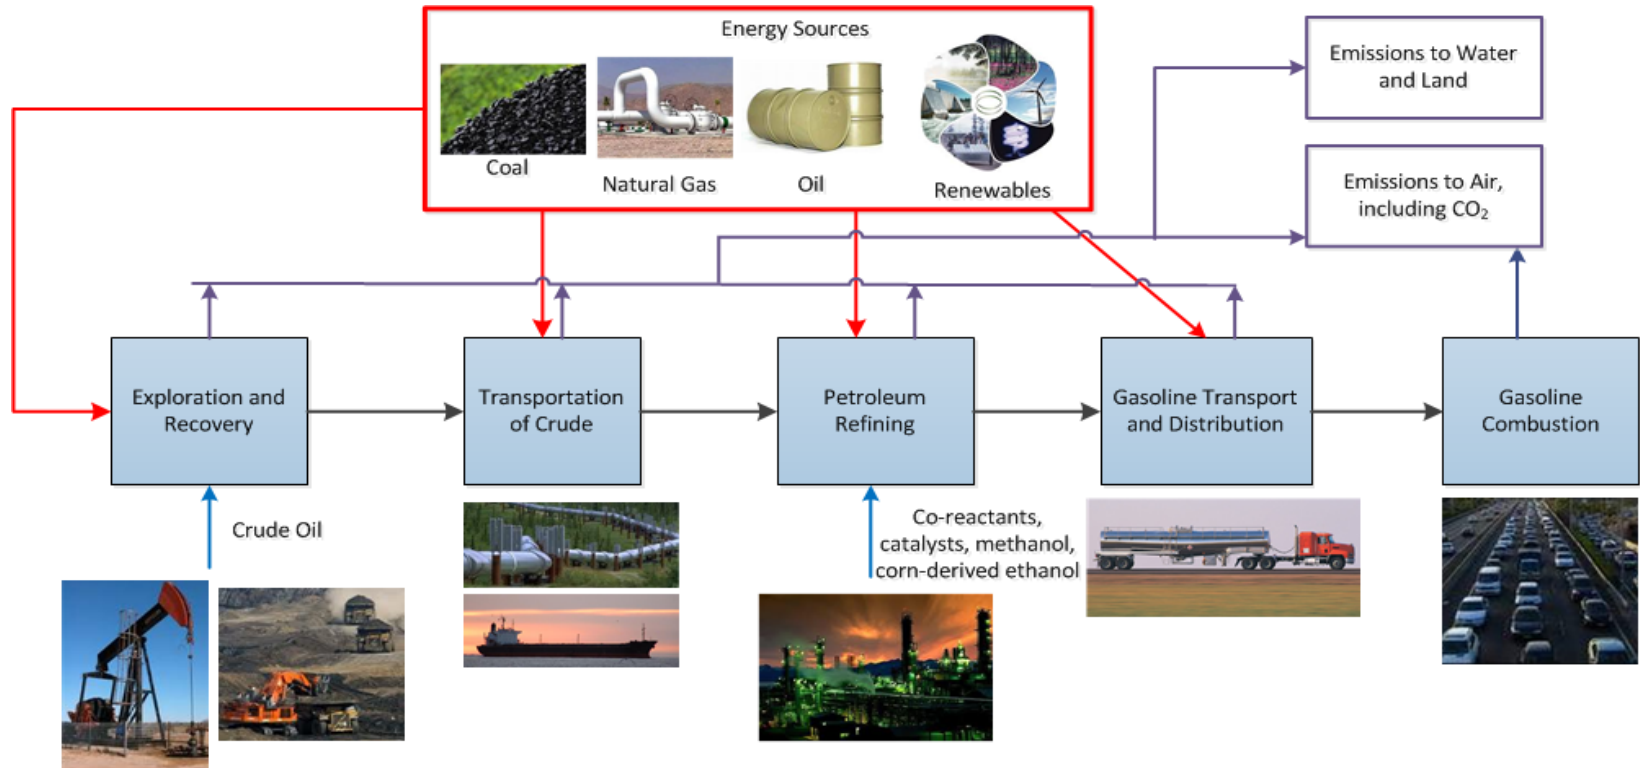 Energy Sources
Coal
Natural Gas
Oil
Renewables
Emissions to Water
and Land
Emissions to Air,
including CO₂
Exploration and
Recovery
Transportation
of Crude
Petroleum
Refining
Gasoline Transport
and Distribution
Gasoline
Combustion
Crude Oil
Co-reactants,
catalysts, methanol,
corn-derived ethanol